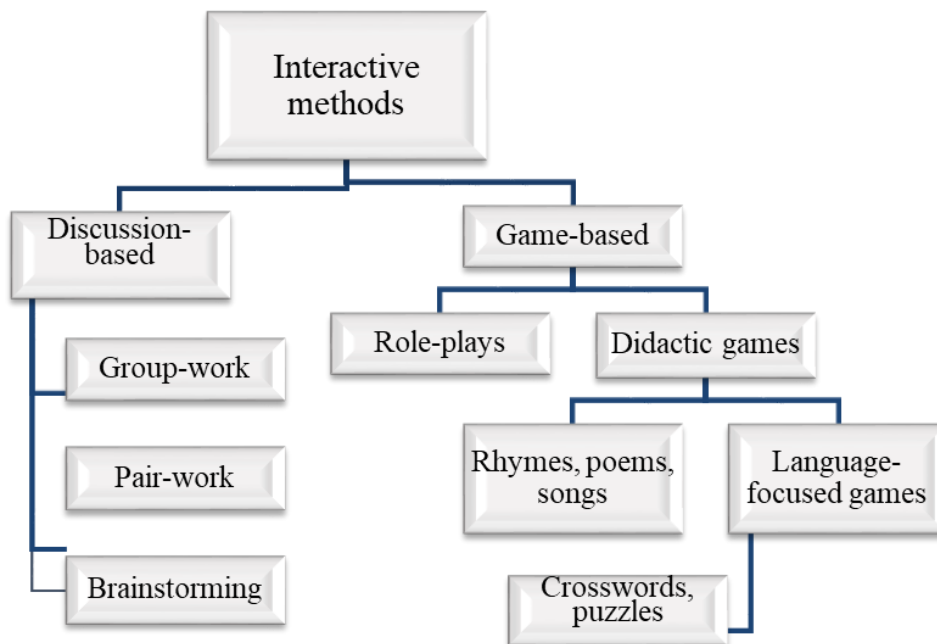 Interactive
methods
Discussion-
based
Game-based
Group-work
Pair-work
Brainstorming
Role-plays
Didactic games
Rhymes, poems,
songs
Language-
focused games
Crosswords,
puzzles